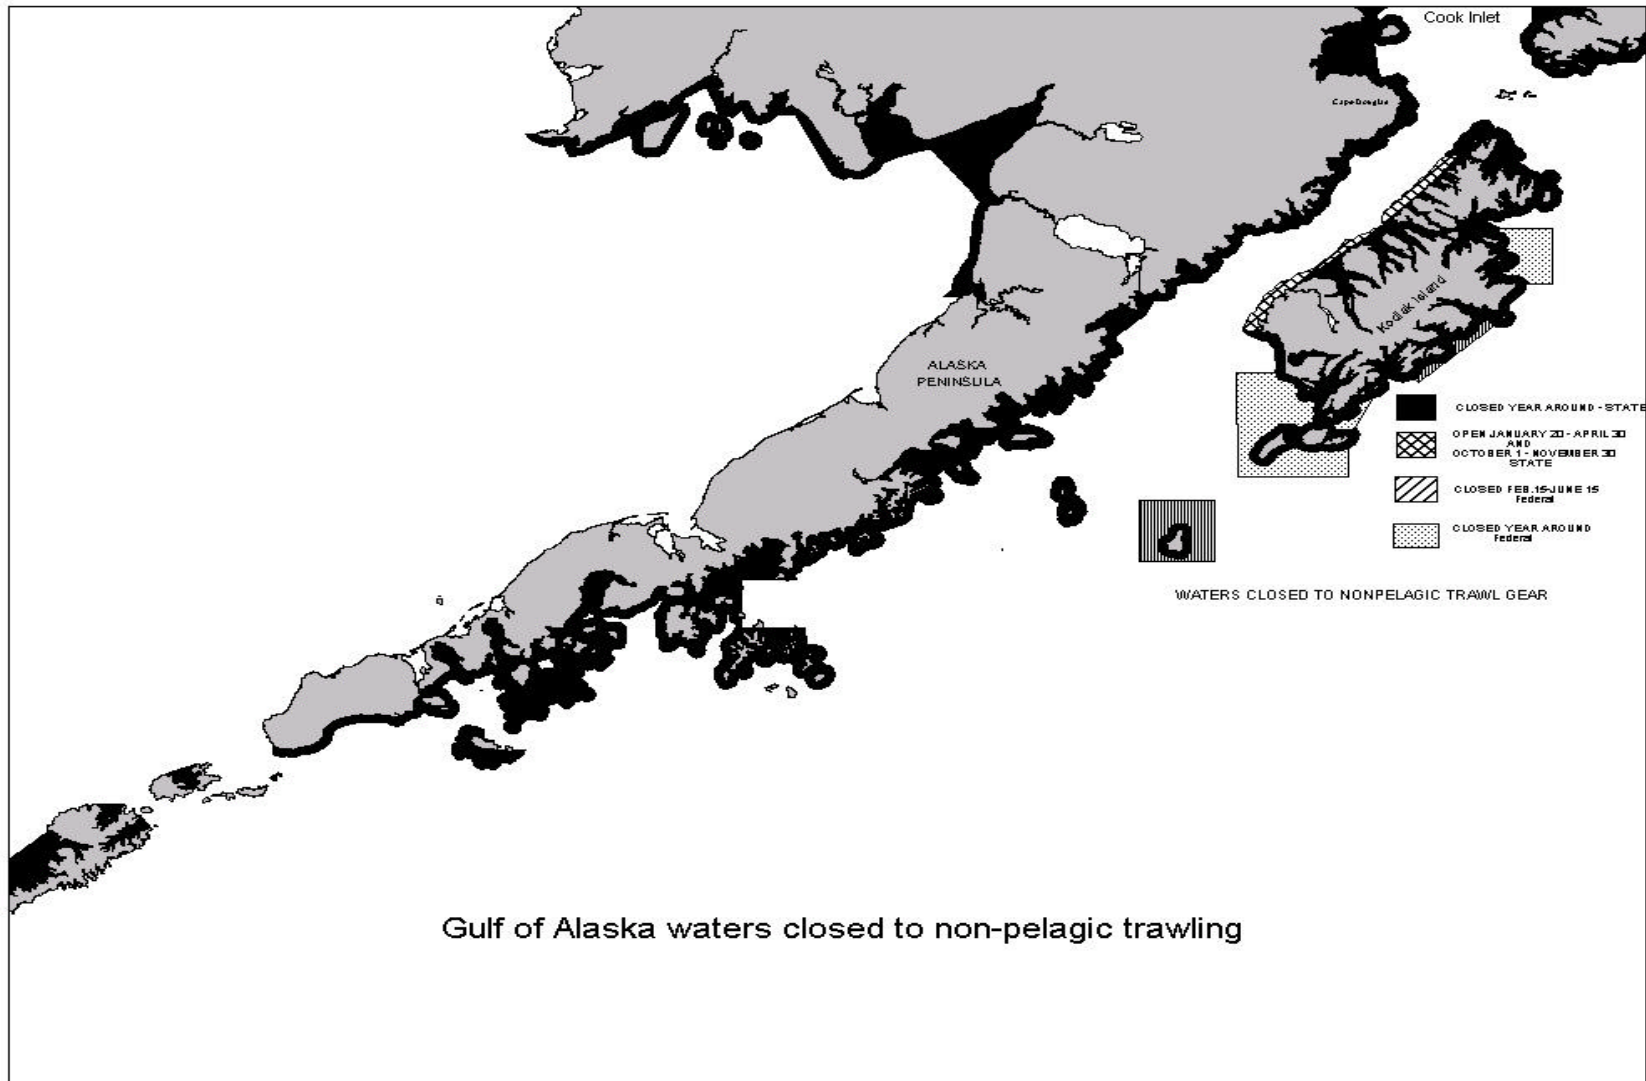 Cook Inlet
Cape Douglas
Kodiak Island
ALASKA
PENINSULA
CLOSED YEAR AROUND - STATE
OPEN JANUARY 20 - APRIL 30
AND
OCTOBER 1 - NOVEMBER 30
STATE
CLOSED FEB.15-JUNE 15
Federal
CLOSED YEAR AROUND
Federal
WATERS CLOSED TO NONPELAGIC TRAWL GEAR
Gulf of Alaska waters closed to non-pelagic trawling